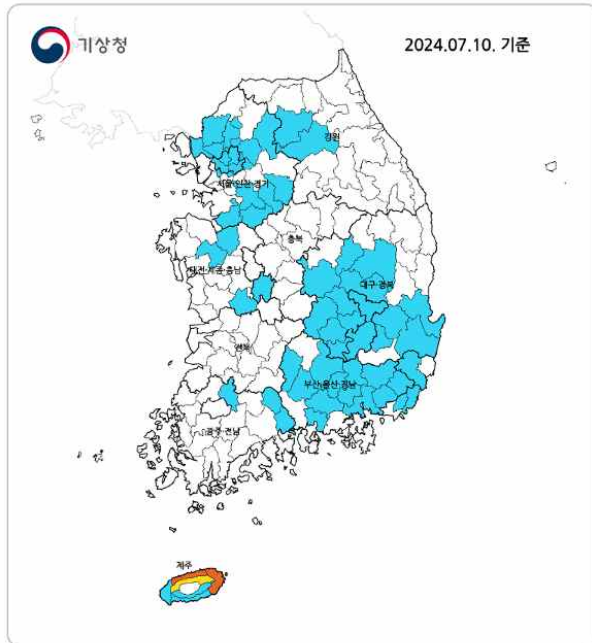 기상청
2024.07.10. 기준
강원
서울·인천·경기
충북
대전·세종·충남
대구·경북
전북
부산·울산·경남
광주·전남
제주